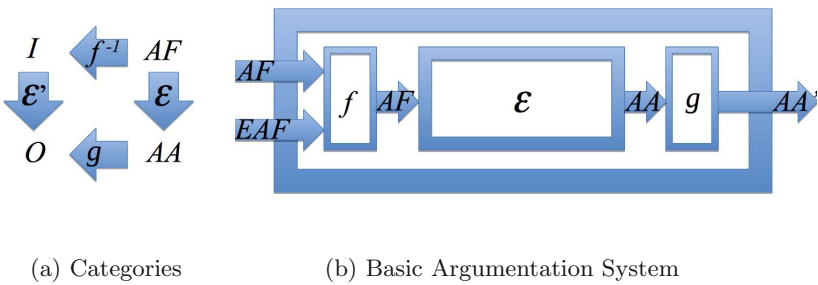 I f⁻¹ AF
ε’ ε
O g AA
AF
EAF
f AF ε AA g AA’
(a) Categories
(b) Basic Argumentation System